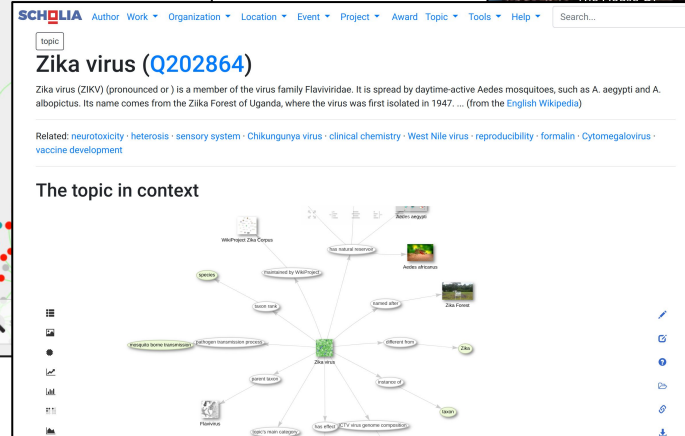 SCHOLIA Author Work Organization Location Event Project Award Topic Tools Help Search...
topic
Zika virus (Q202864)
Zika virus (ZIKV) (pronounced or ) is a member of the virus family Flaviviridae. It is spread by daytime-active Aedes mosquitoes, such as A. aegypti and A.
albopictus. Its name comes from the Ziika Forest of Uganda, where the virus was first isolated in 1947. ... (from the English Wikipedia)
Related: neurotoxicity · heterosis · sensory system · Chikungunya virus · clinical chemistry · West Nile virus · reproducibility · formalin · Cytomegalovirus ·
vaccine development
The topic in context
Aedes aegypti
WikiProject Zika Corpus
has natural reservoir
Aedes africanus
maintained by WikiProject
species
named after
Zika Forest
taxon rank
mosquito borne transmission
pathogen transmission process
different from
Zika
Zika virus
parent taxon
instance of
taxon
Flavivirus
has effect
ICTV virus genome composition
topic's main category